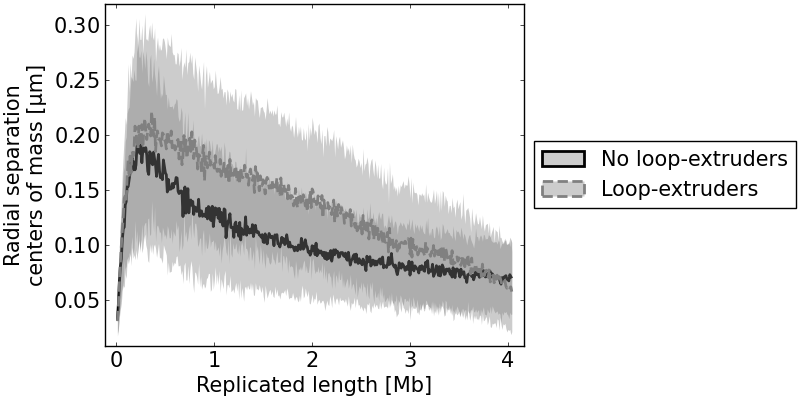 Radial separation
centers of mass [µm]
0.30
0.25
0.20
0.15
0.10
0.05
0 1 2 3 4
Replicated length [Mb]
No loop-extruders
Loop-extruders